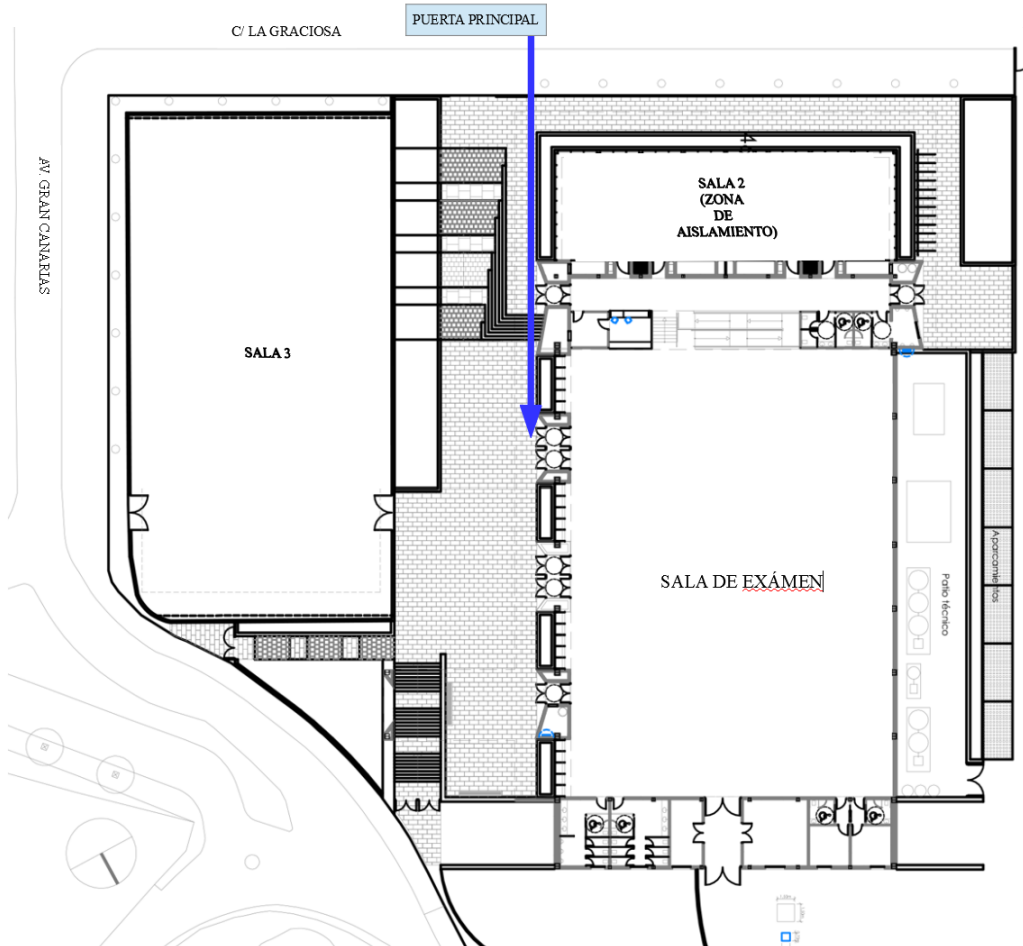 PUERTA PRINCIPAL
C/ LA GRACIOSA
AV. GRAN CANARIAS
SALA 2
(ZONA
DE
AISLAMIENTO)
SALA 3
SALA DE EXÁMEN
Aparcamientos
Patio técnico